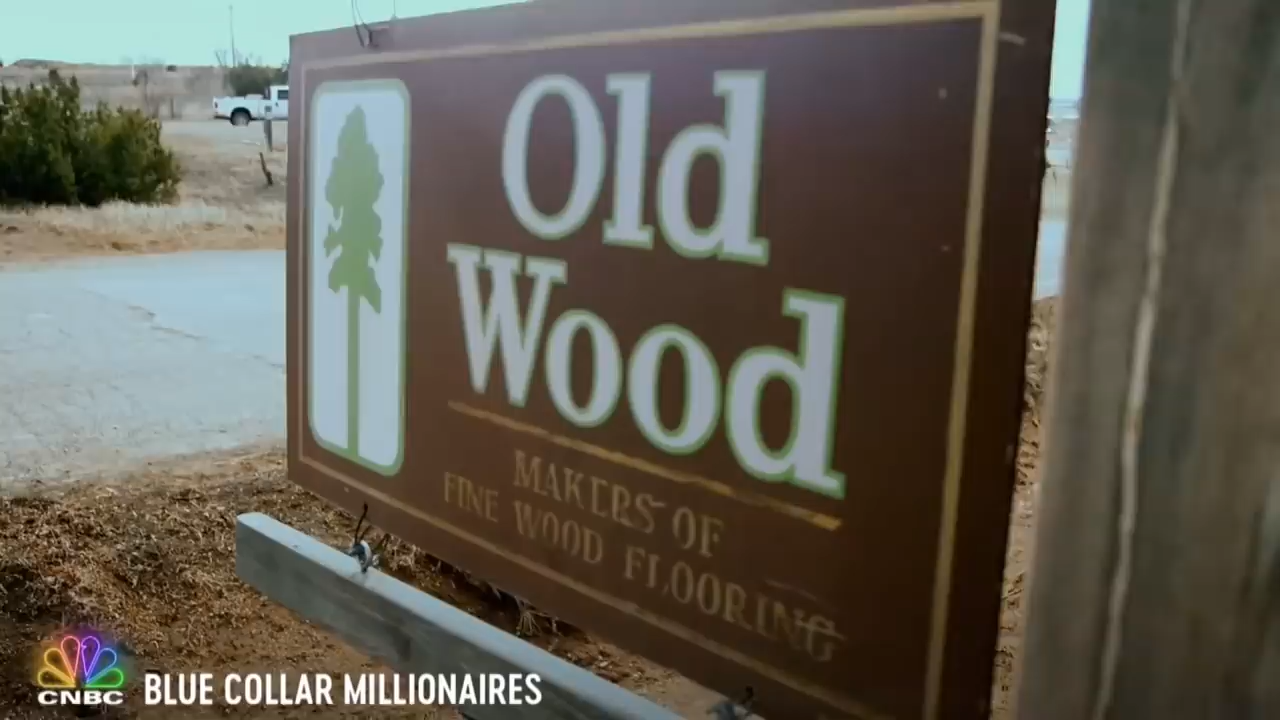 Old
Wood
MAKERS OF
FINE WOOD FLOORING
CNBC
BLUE COLLAR MILLIONAIRES